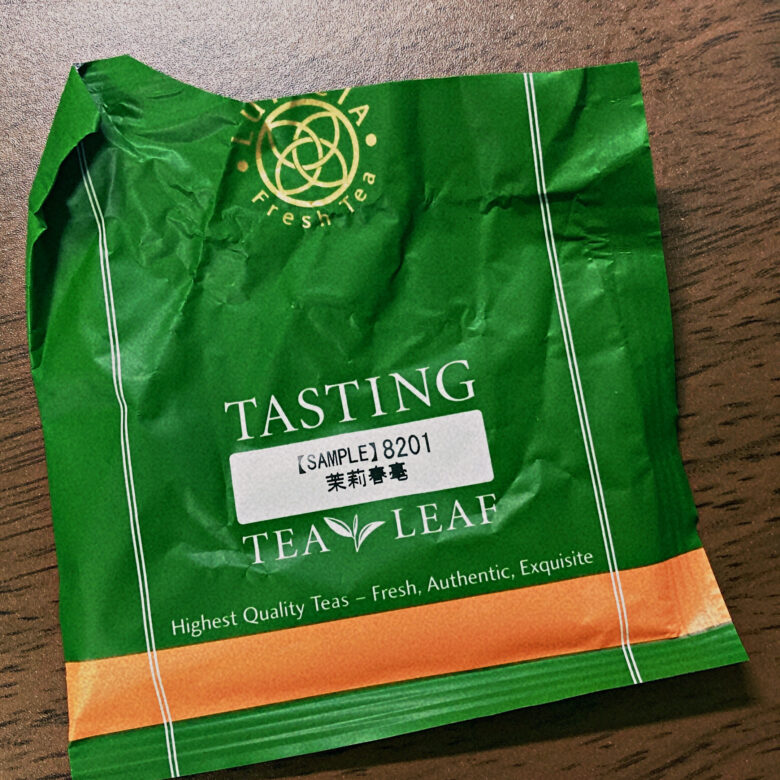 Fresh Tea
TASTING
【SAMPLE】8201
茉莉春毫
TEA LEAF
Highest Quality Teas – Fresh, Authentic, Exquisite